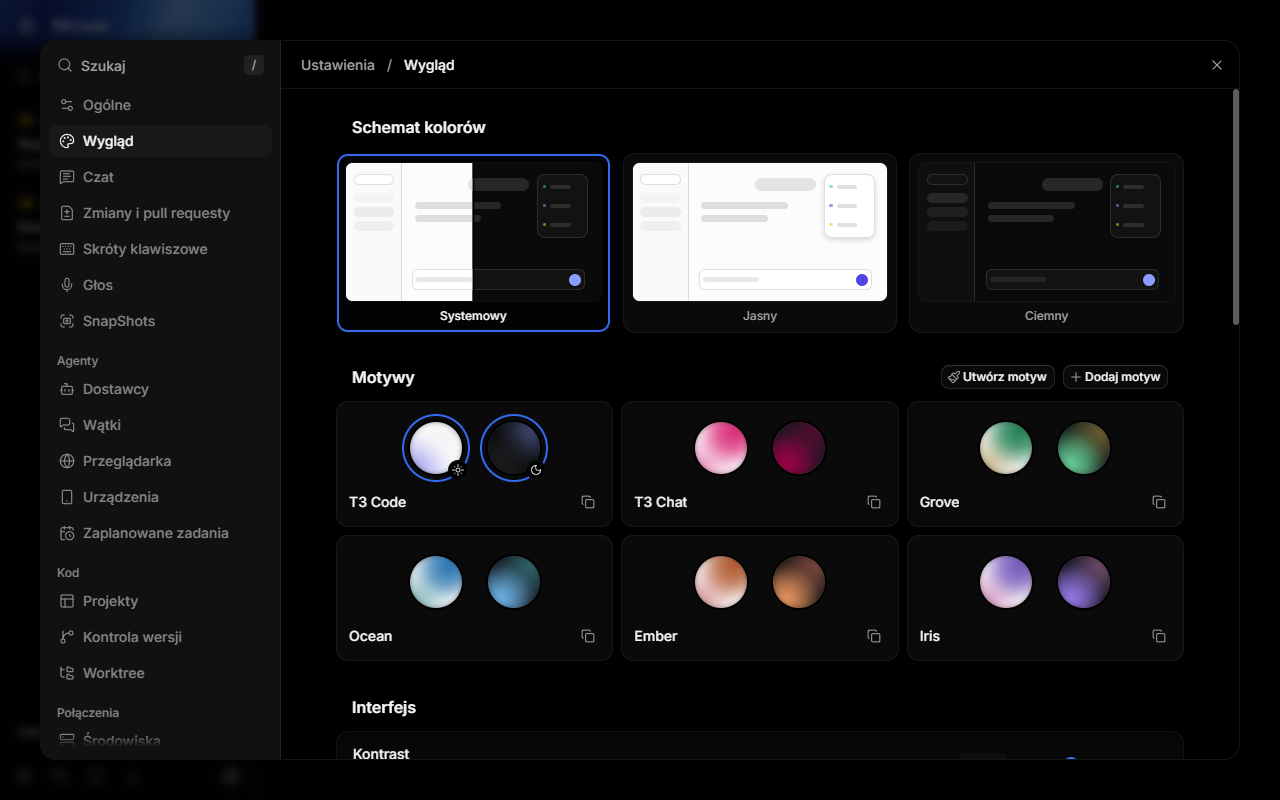 Szukaj
/
Ogólne
Wygląd
Czat
Zmiany i pull requesty
Skróty klawiszowe
Głos
SnapShots
Agenty
Dostawcy
Wątki
Przeglądarka
Urządzenia
Zaplanowane zadania
Kod
Projekty
Kontrola wersji
Worktree
Połączenia
Środowiska
Ustawienia / Wygląd
Schemat kolorów
Systemowy
Jasny
Ciemny
Motywy
Utwórz motyw
Dodaj motyw
T3 Code
T3 Chat
Grove
Ocean
Ember
Iris
Interfejs
Kontrast